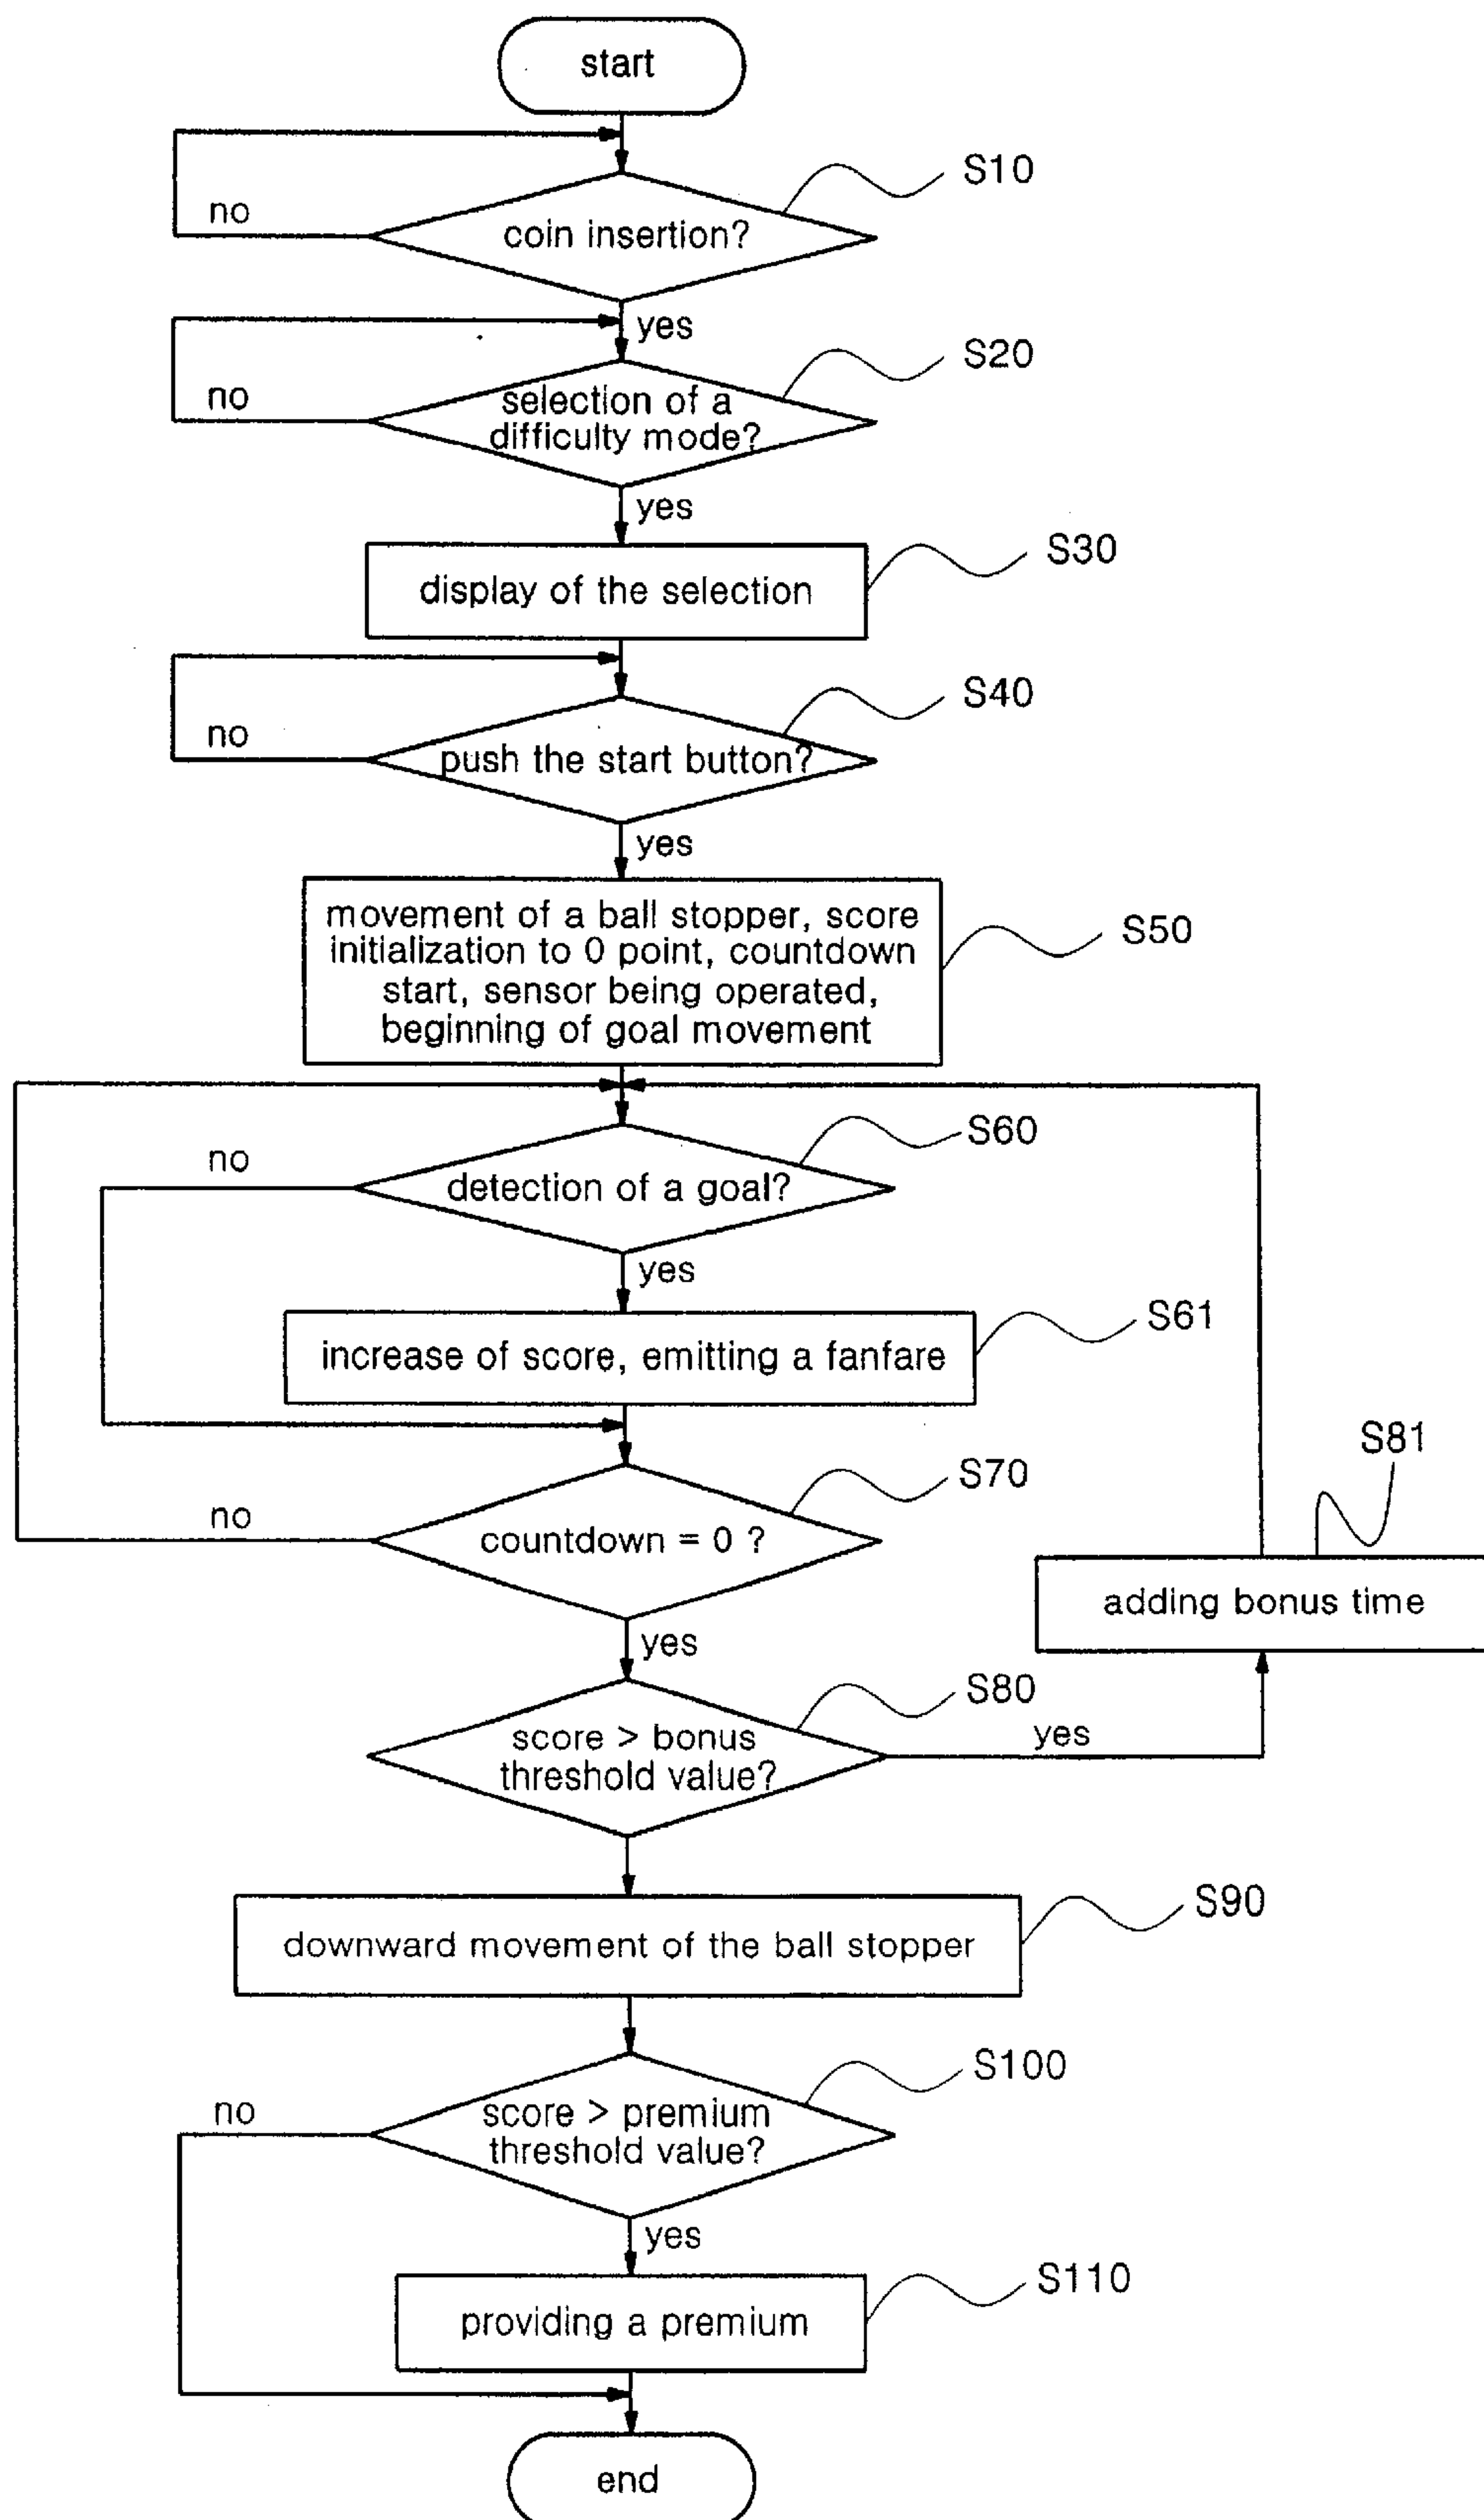 start
S10
no
coin insertion?
yes
S20
no
selection of a
difficulty mode?
yes
S30
display of the selection
S40
no
push the start button?
yes
movement of a ball stopper, score
initialization to 0 point, countdown
start, sensor being operated,
beginning of goal movement
S50
S60
no
detection of a goal?
yes
S61
increase of score, emitting a fanfare
S81
S70
no
countdown = 0 ?
adding bonus time
yes
S80
score > bonus
threshold value?
yes
S90
downward movement of the ball stopper
S100
no
score > premium
threshold value?
yes
S110
providing a premium
end